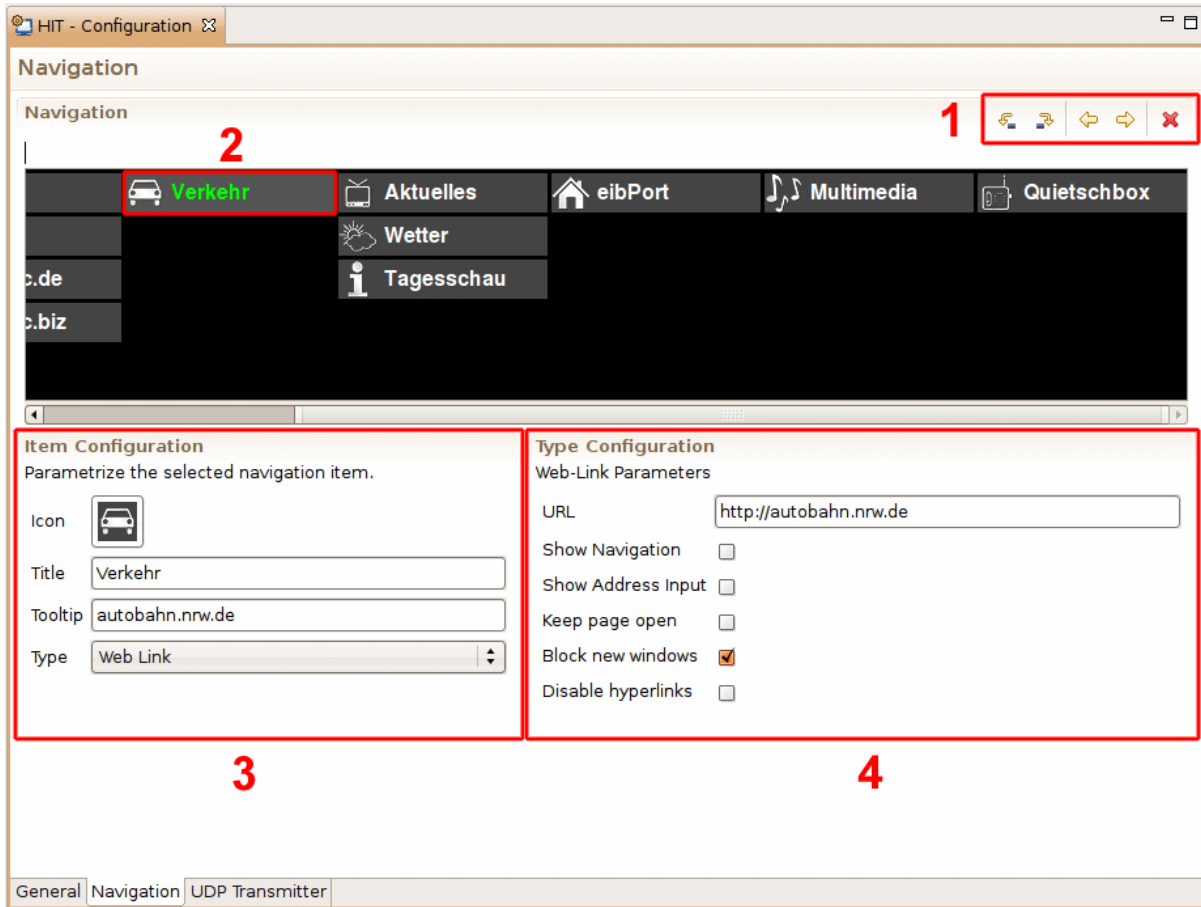 HIT - Configuration
Navigation
Navigation
1
2
Verkehr Aktuelles eibPort Multimedia Quietschbox
Wetter
c.de Tagesschau
c.biz
Item Configuration
Parametrize the selected navigation item.
Icon
Title Verkehr
Tooltip autobahn.nrw.de
Type Web Link
Type Configuration
Web-Link Parameters
URL http://autobahn.nrw.de
Show Navigation
Show Address Input
Keep page open
Block new windows
Disable hyperlinks
3
4
General Navigation UDP Transmitter